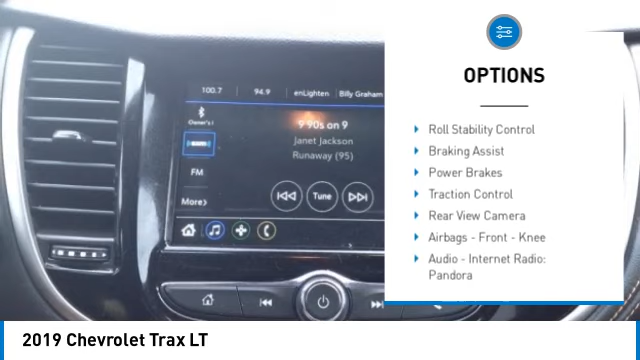 100.7 94.9 enLighten Billy Graham
Owner's i
9 90s on 9
Janet Jackson
Runaway (95)
FM
Tune
More>
OPTIONS
Roll Stability Control
Braking Assist
Power Brakes
Traction Control
Rear View Camera
Airbags - Front - Knee
Audio - Internet Radio:
Pandora
2019 Chevrolet Trax LT